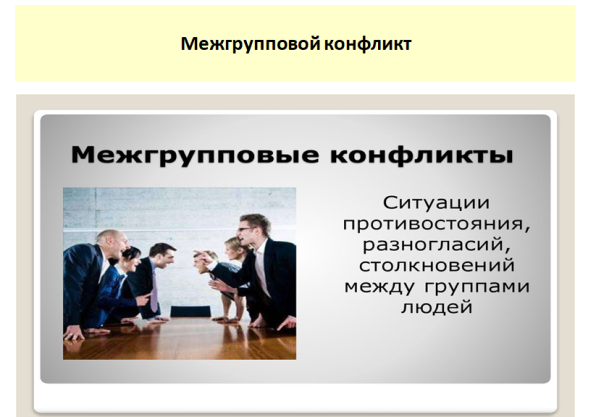 Межгрупповой конфликт
Межгрупповые конфликты
Ситуации
противостояния,
разногласий,
столкновений
между группами
людей